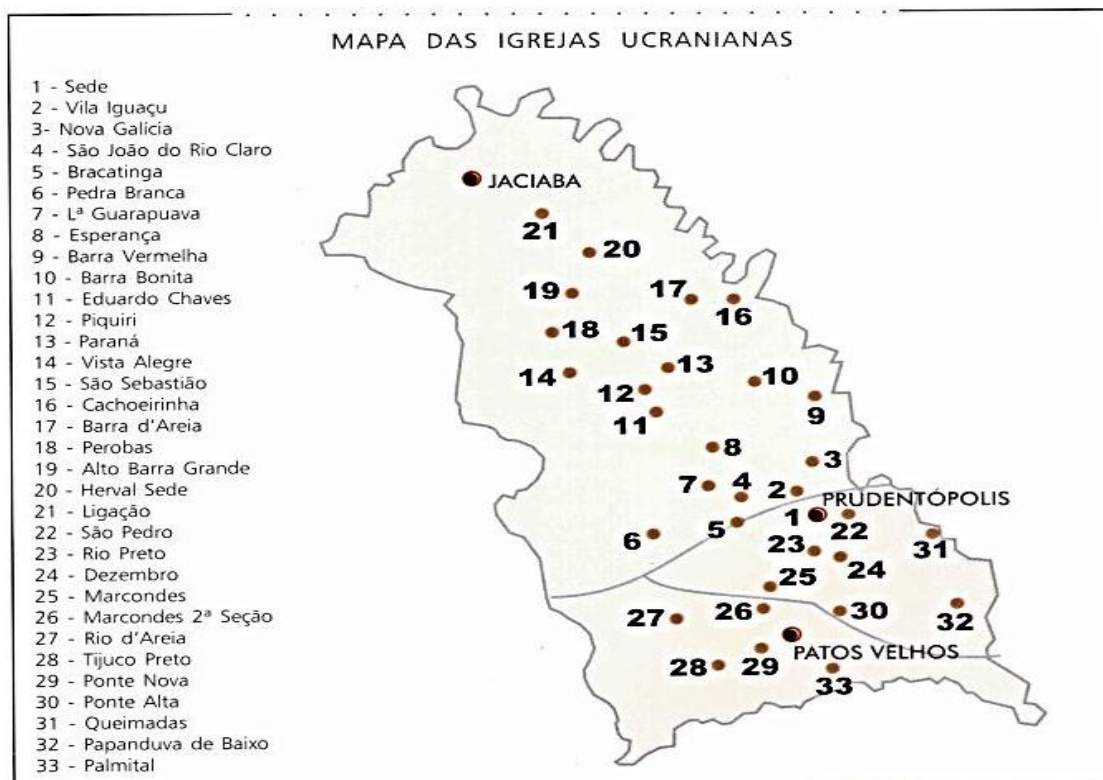 MAPA DAS IGREJAS UCRANIANAS
1 - Sede
2 - Vila Iguaçu
3- Nova Galícia
4 - São João do Rio Claro
5 - Bracatinga
6 - Pedra Branca
7 - Lª Guarapuava
8 - Esperança
9 - Barra Vermelha
10 - Barra Bonita
11 - Eduardo Chaves
12 - Piquiri
13 - Paraná
14 - Vista Alegre
15 - São Sebastião
16 - Cachoeirinha
17 - Barra d'Areia
18 - Perobas
19 - Alto Barra Grande
20 - Herval Sede
21 - Ligação
22 - São Pedro
23 - Rio Preto
24 - Dezembro
25 - Marcondes
26 - Marcondes 2ª Seção
27 - Rio d'Areia
28 - Tijuco Preto
29 - Ponte Nova
30 - Ponte Alta
31 - Queimadas
32 - Papanduva de Baixo
33 - Palmital
JACIABA
21
20
19
17
16
18
15
14
13
12
10
11
9
8
3
7
4
2
PRUDENTÓPOLIS
1
22
5
6
23
31
24
25
26
30
27
32
PATOS VELHOS
28
29
33